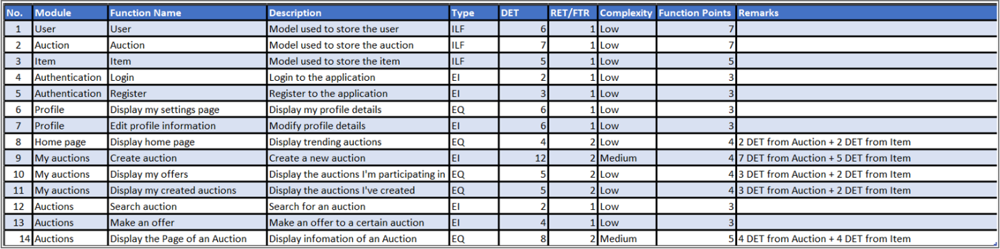 No. Module Function Name Description Type DET RET/FTR Complexity Function Points Remarks
1 User User Model used to store the user ILF 6 1 Low 7
2 Auction Auction Model used to store the auction ILF 7 1 Low 7
3 Item Item Model used to store the item ILF 5 1 Low 5
4 Authentication Login Login to the application EI 2 1 Low 3
5 Authentication Register Register to the application EI 3 1 Low 3
6 Profile Display my settings page Display my profile details EQ 6 1 Low 3
7 Profile Edit profile information Modify profile details EI 6 1 Low 3
8 Home page Display home page Display trending auctions EQ 4 2 Low 4 2 DET from Auction + 2 DET from Item
9 My auctions Create auction Create a new auction EI 12 2 Medium 4 7 DET from Auction + 5 DET from Item
10 My auctions Display my offers Display the auctions I'm participating in EQ 5 2 Low 4 3 DET from Auction + 2 DET from Item
11 My auctions Display my created auctions Display the auctions I've created EQ 5 2 Low 4 3 DET from Auction + 2 DET from Item
12 Auctions Search auction Search for an auction EI 2 1 Low 3
13 Auctions Make an offer Make an offer to a certain auction EI 4 1 Low 3
14 Auctions Display the Page of an Auction Display infomation of an Auction EQ 8 2 Medium 5 4 DET from Auction + 4 DET from Item